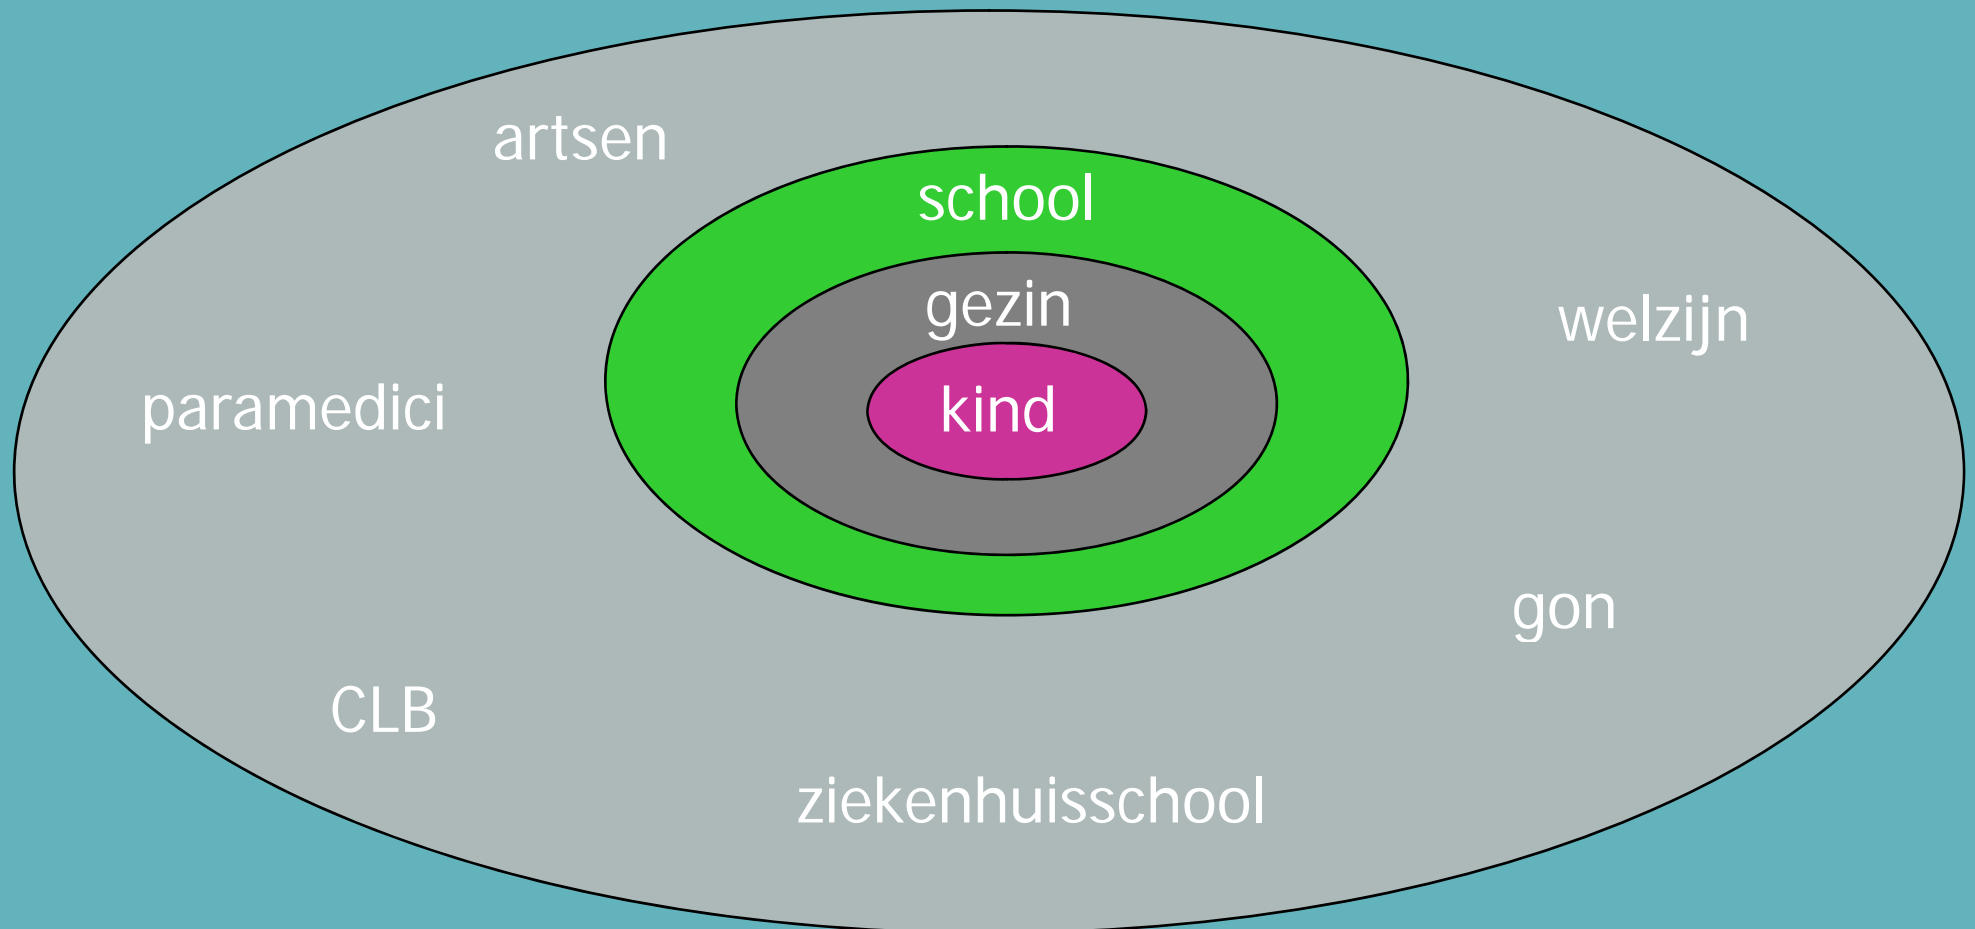 artsen
school
gezin
welzijn
kind
paramedici
gon
CLB
ziekenhuisschool